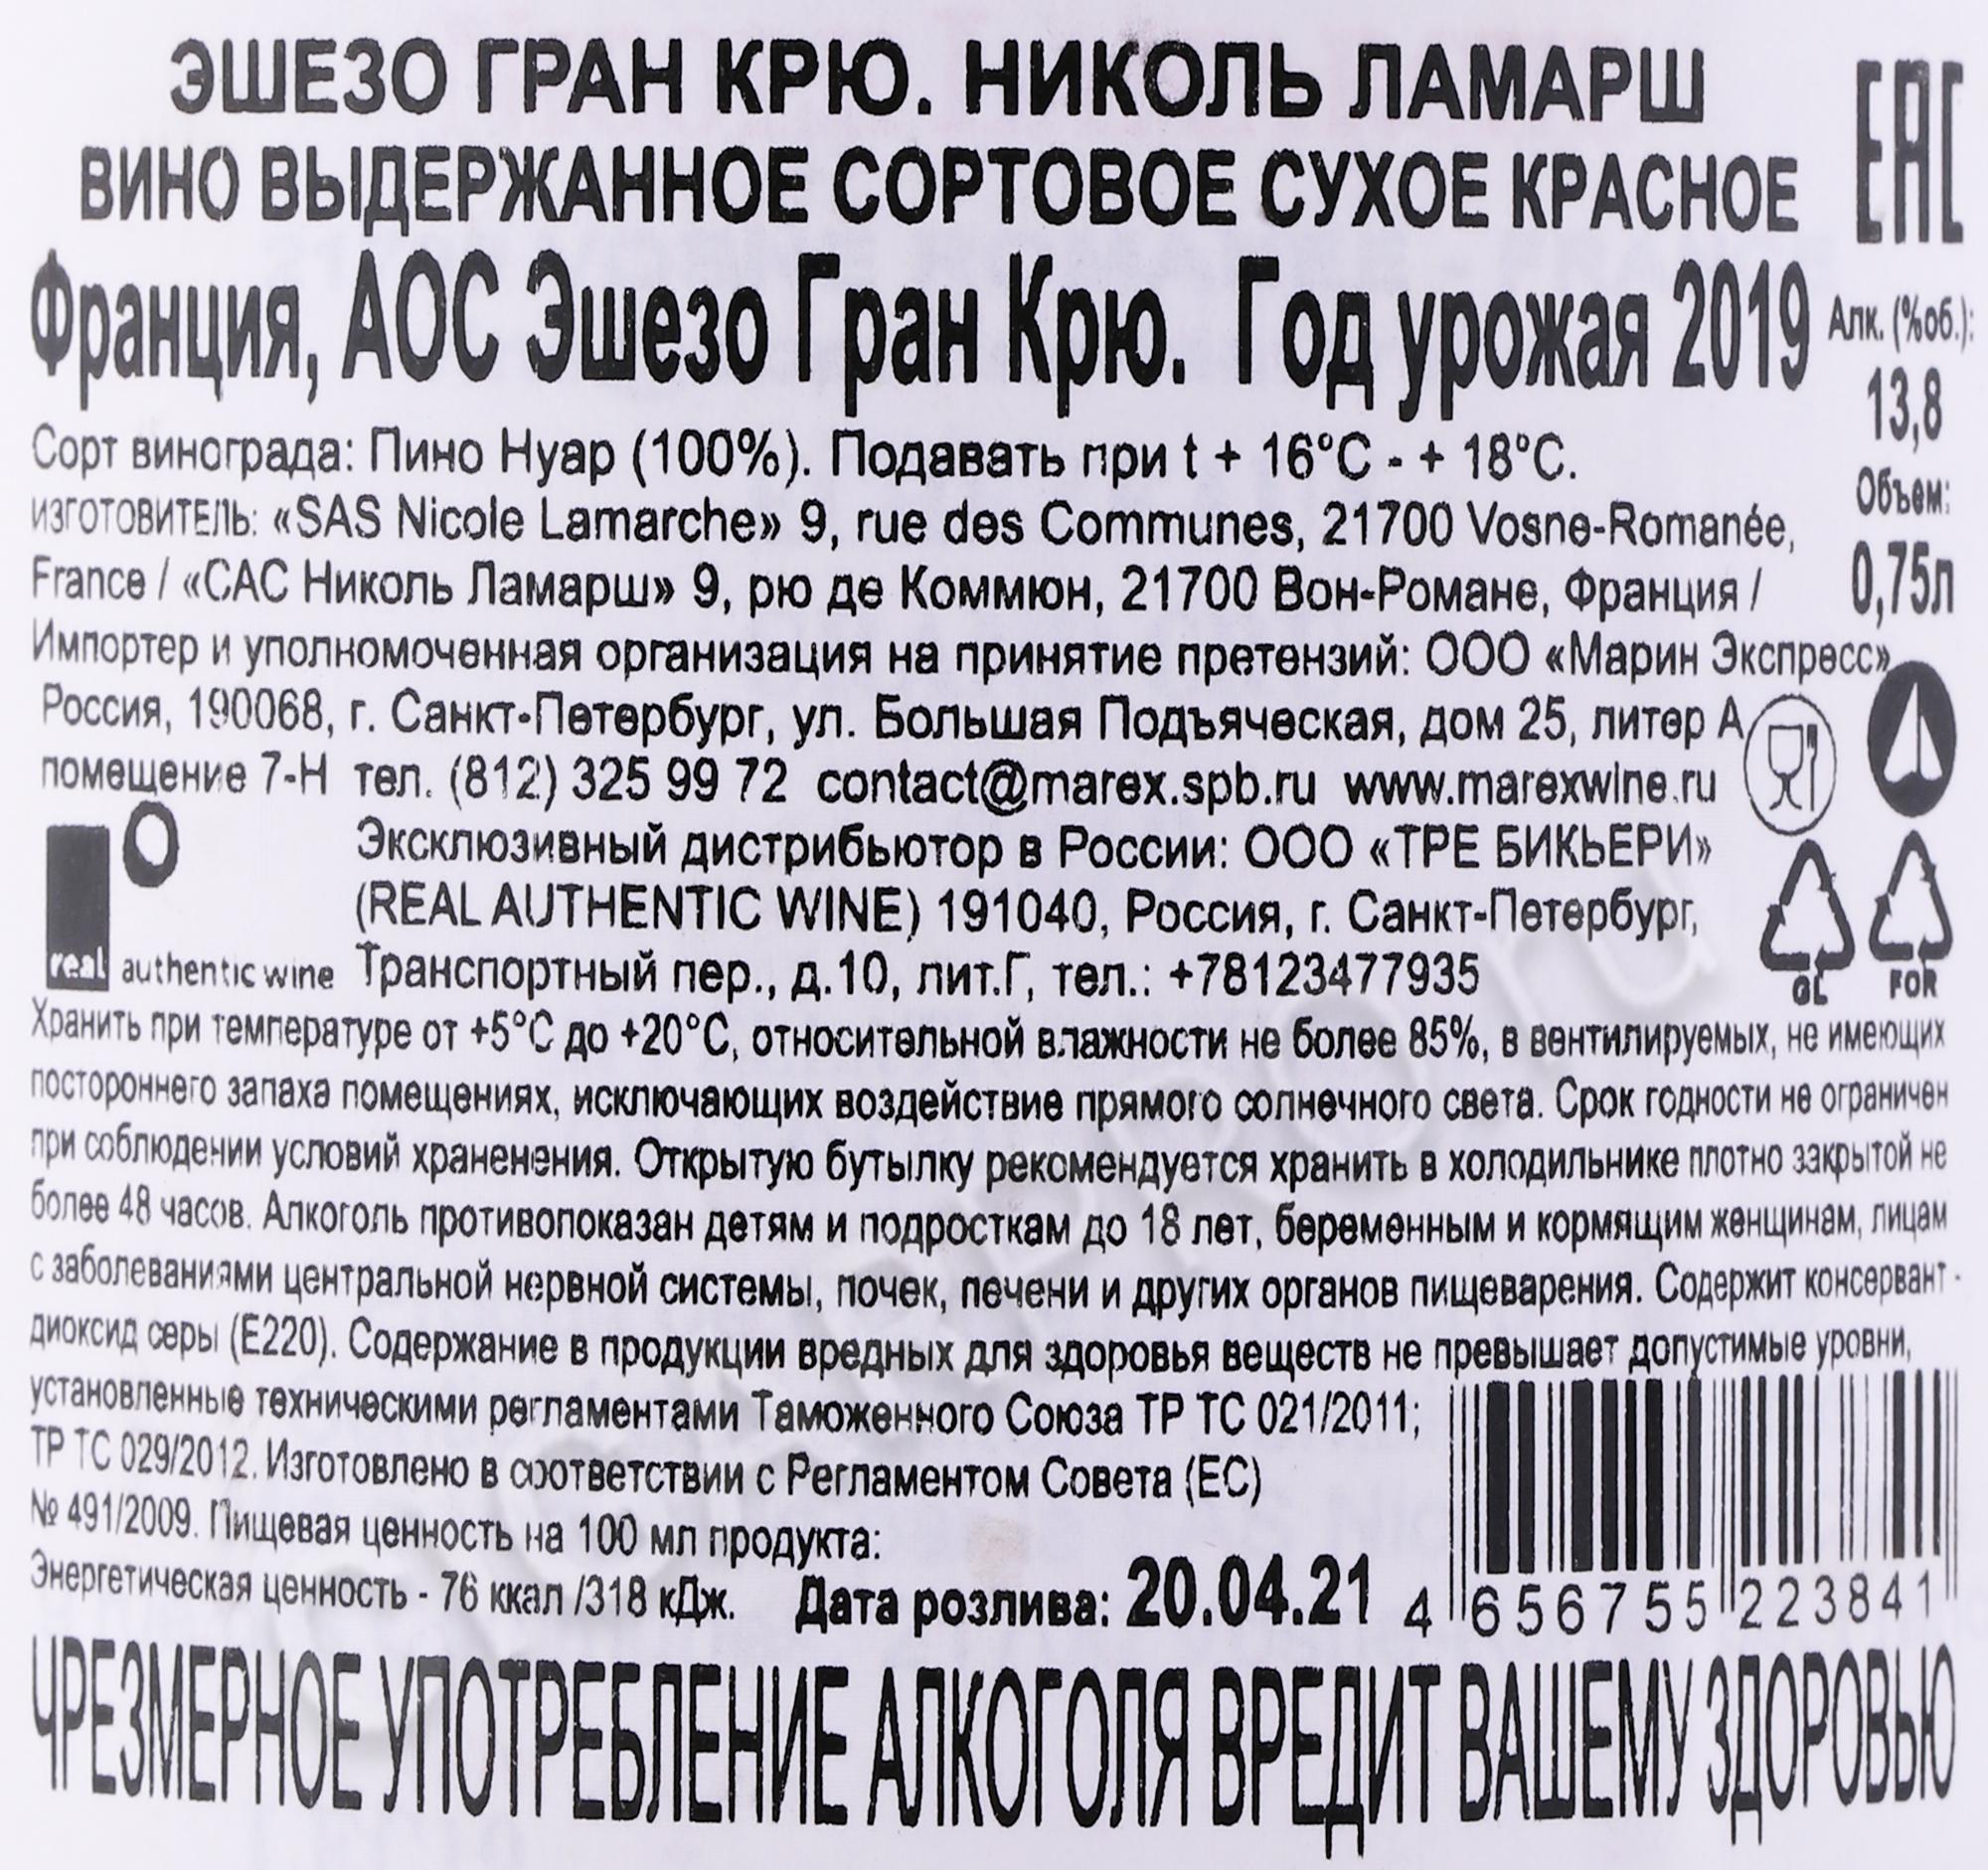 ЭШЕЗО ГРАН КРЮ. НИКОЛЬ ЛАМАРШ
ВИНО ВЫДЕРЖАННОЕ СОРТОВОЕ СУХОЕ КРАСНОЕ
Франция, АОС Эшезо Гран Крю. Год урожая 2019
EAC
Алк. (%об.):
13,8
Объем:
0,75л
Сорт винограда: Пино Нуар (100%). Подавать при t + 16°C - + 18°C.
ИЗГОТОВИТЕЛЬ: «SAS Nicole Lamarche» 9, rue des Communes, 21700 Vosne-Romanée,
France / «САС Николь Ламарш» 9, рю де Коммюн, 21700 Вон-Романе, Франция /
Импортер и уполномоченная организация на принятие претензий: ООО «Марин Экспресс»
Россия, 190068, г. Санкт-Петербург, ул. Большая Подъяческая, дом 25, литер А
помещение 7-Н тел. (812) 325 99 72 contact@marex.spb.ru www.marexwine.ru
Эксклюзивный дистрибьютор в России: ООО «ТРЕ БИКЬЕРИ»
(REAL AUTHENTIC WINE) 191040, Россия, г. Санкт-Петербург,
real authentic wine
Транспортный пер., д.10, лит.Г, тел.: +78123477935
GL
FOR
Хранить при температуре от +5°C до +20°C, относительной влажности не более 85%, в вентилируемых, не имеющих
постороннего запаха помещениях, исключающих воздействие прямого солнечного света. Срок годности не ограничен
при соблюдении условий храненения. Открытую бутылку рекомендуется хранить в холодильнике плотно закрытой не
более 48 часов. Алкоголь противопоказан детям и подросткам до 18 лет, беременным и кормящим женщинам, лицам
с заболеваниями центральной нервной системы, почек, печени и других органов пищеварения. Содержит консервант -
диоксид серы (Е220). Содержание в продукции вредных для здоровья веществ не превышает допустимые уровни,
установленные техническими регламентами Таможенного Союза ТР ТС 021/2011;
ТР ТС 029/2012. Изготовлено в соответствии с Регламентом Совета (ЕС)
№ 491/2009. Пищевая ценность на 100 мл продукта:
Энергетическая ценность - 76 ккал /318 кДж.
Дата розлива: 20.04.21
4 656755 223841
ЧРЕЗМЕРНОЕ УПОТРЕБЛЕНИЕ АЛКОГОЛЯ ВРЕДИТ ВАШЕМУ ЗДОРОВЬЮ
CIGARPRO.ru